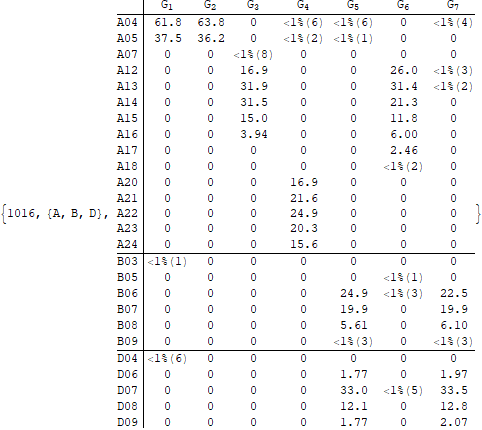 G1 G2 G3 G4 G5 G6 G7
A04 61.8 63.8 0 <1%(6) <1%(6) 0 <1%(4)
A05 37.5 36.2 0 <1%(2) <1%(1) 0 0
A07 0 0 <1%(8) 0 0 0 0
A12 0 0 16.9 0 0 26.0 <1%(3)
A13 0 0 31.9 0 0 31.4 <1%(2)
A14 0 0 31.5 0 0 21.3 0
A15 0 0 15.0 0 0 11.8 0
A16 0 0 3.94 0 0 6.00 0
A17 0 0 0 0 0 2.46 0
A18 0 0 0 0 0 <1%(2) 0
A20 0 0 0 16.9 0 0 0
A21 0 0 0 21.6 0 0 0
{1016, {A, B, D}, A22 0 0 0 24.9 0 0 0 }
A23 0 0 0 20.3 0 0 0
A24 0 0 0 15.6 0 0 0
B03 <1%(1) 0 0 0 0 0 0
B05 0 0 0 0 0 <1%(1) 0
B06 0 0 0 0 24.9 <1%(3) 22.5
B07 0 0 0 0 19.9 0 19.9
B08 0 0 0 0 5.61 0 6.10
B09 0 0 0 0 <1%(3) 0 <1%(3)
D04 <1%(6) 0 0 0 0 0 0
D06 0 0 0 0 1.77 0 1.97
D07 0 0 0 0 33.0 <1%(5) 33.5
D08 0 0 0 0 12.1 0 12.8
D09 0 0 0 0 1.77 0 2.07